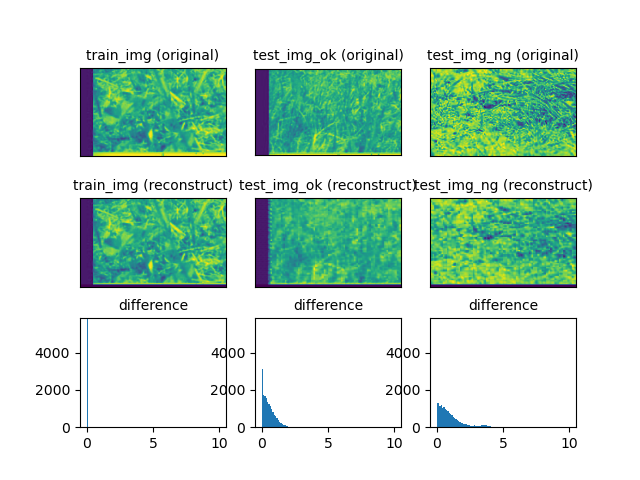 train_img (original) test_img_ok (original) test_img_ng (original)
train_img (reconstruct) test_img_ok (reconstruct) test_img_ng (reconstruct)
difference difference difference
4000 4000 4000
2000 2000 2000
0 0 0
0 5 10 0 5 10 0 5 10